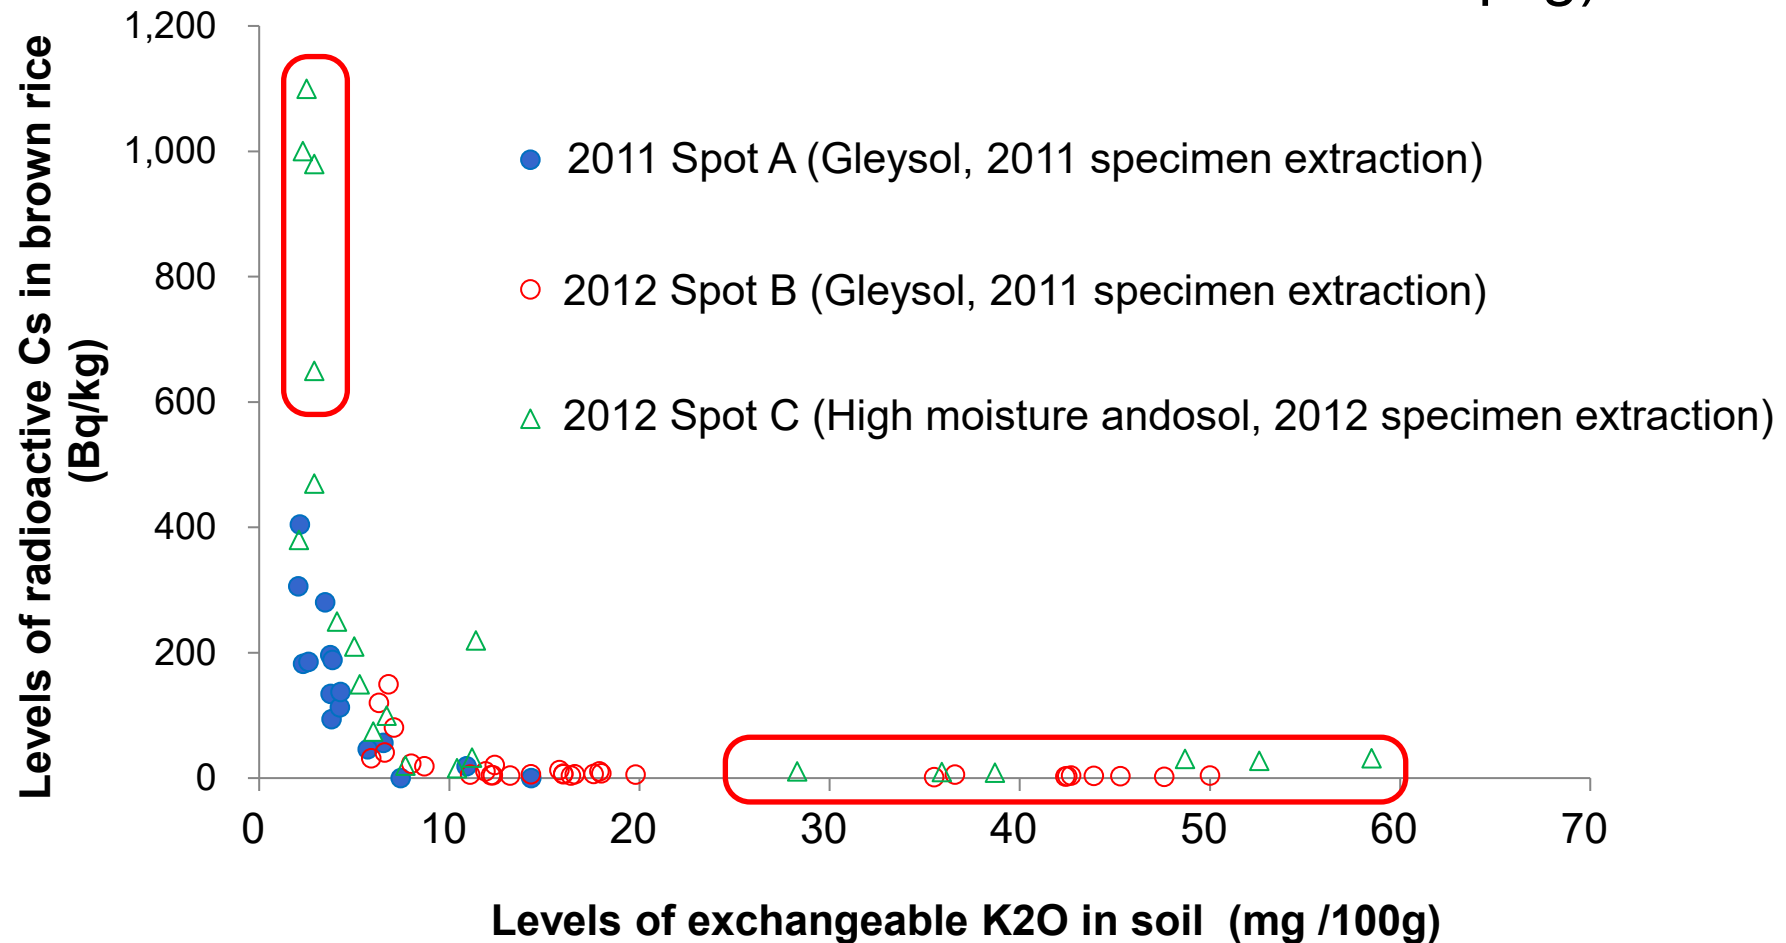 1,200
1,000
800
600
400
200
0
Levels of radioactive Cs in brown rice
(Bq/kg)
2011 Spot A (Gleysol, 2011 specimen extraction)
2012 Spot B (Gleysol, 2011 specimen extraction)
2012 Spot C (High moisture andosol, 2012 specimen extraction)
0 10 20 30 40 50 60 70
Levels of exchangeable K2O in soil (mg /100g)